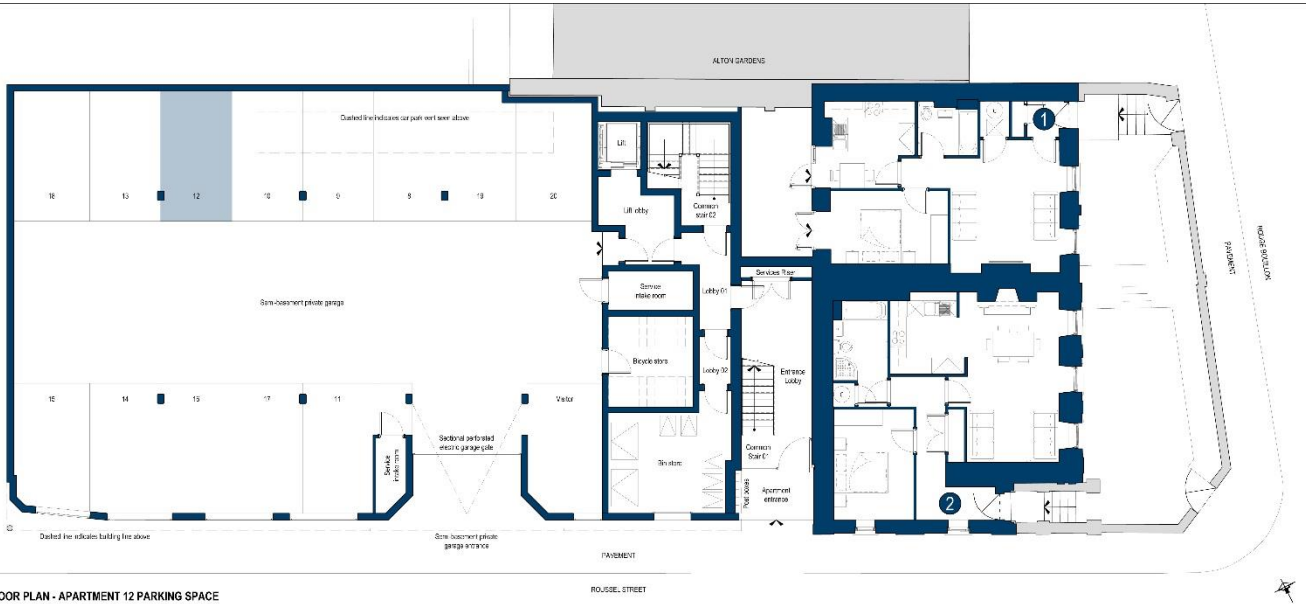 ALTON GARDENS
Dashed line indicates car park vent seen above
Lift
1
18
13
12
10
9
8
19
20
Lift lobby
Common
stair 02
PAVEMENT
Services Riser
Service
intake room
Lobby 01
Semi-basement private garage
Bicycle store
Lobby 02
Entrance
Lobby
15
14
16
17
11
Visitor
Sectional perforated
electric garage gate
Service
intake room
Bin store
Common
Stair 01
Post boxes
Apartment
entrance
2
Dashed line indicates building line above
Semi-basement private
garage entrance
PAVEMENT
ROUSSEL STREET
OOR PLAN - APARTMENT 12 PARKING SPACE